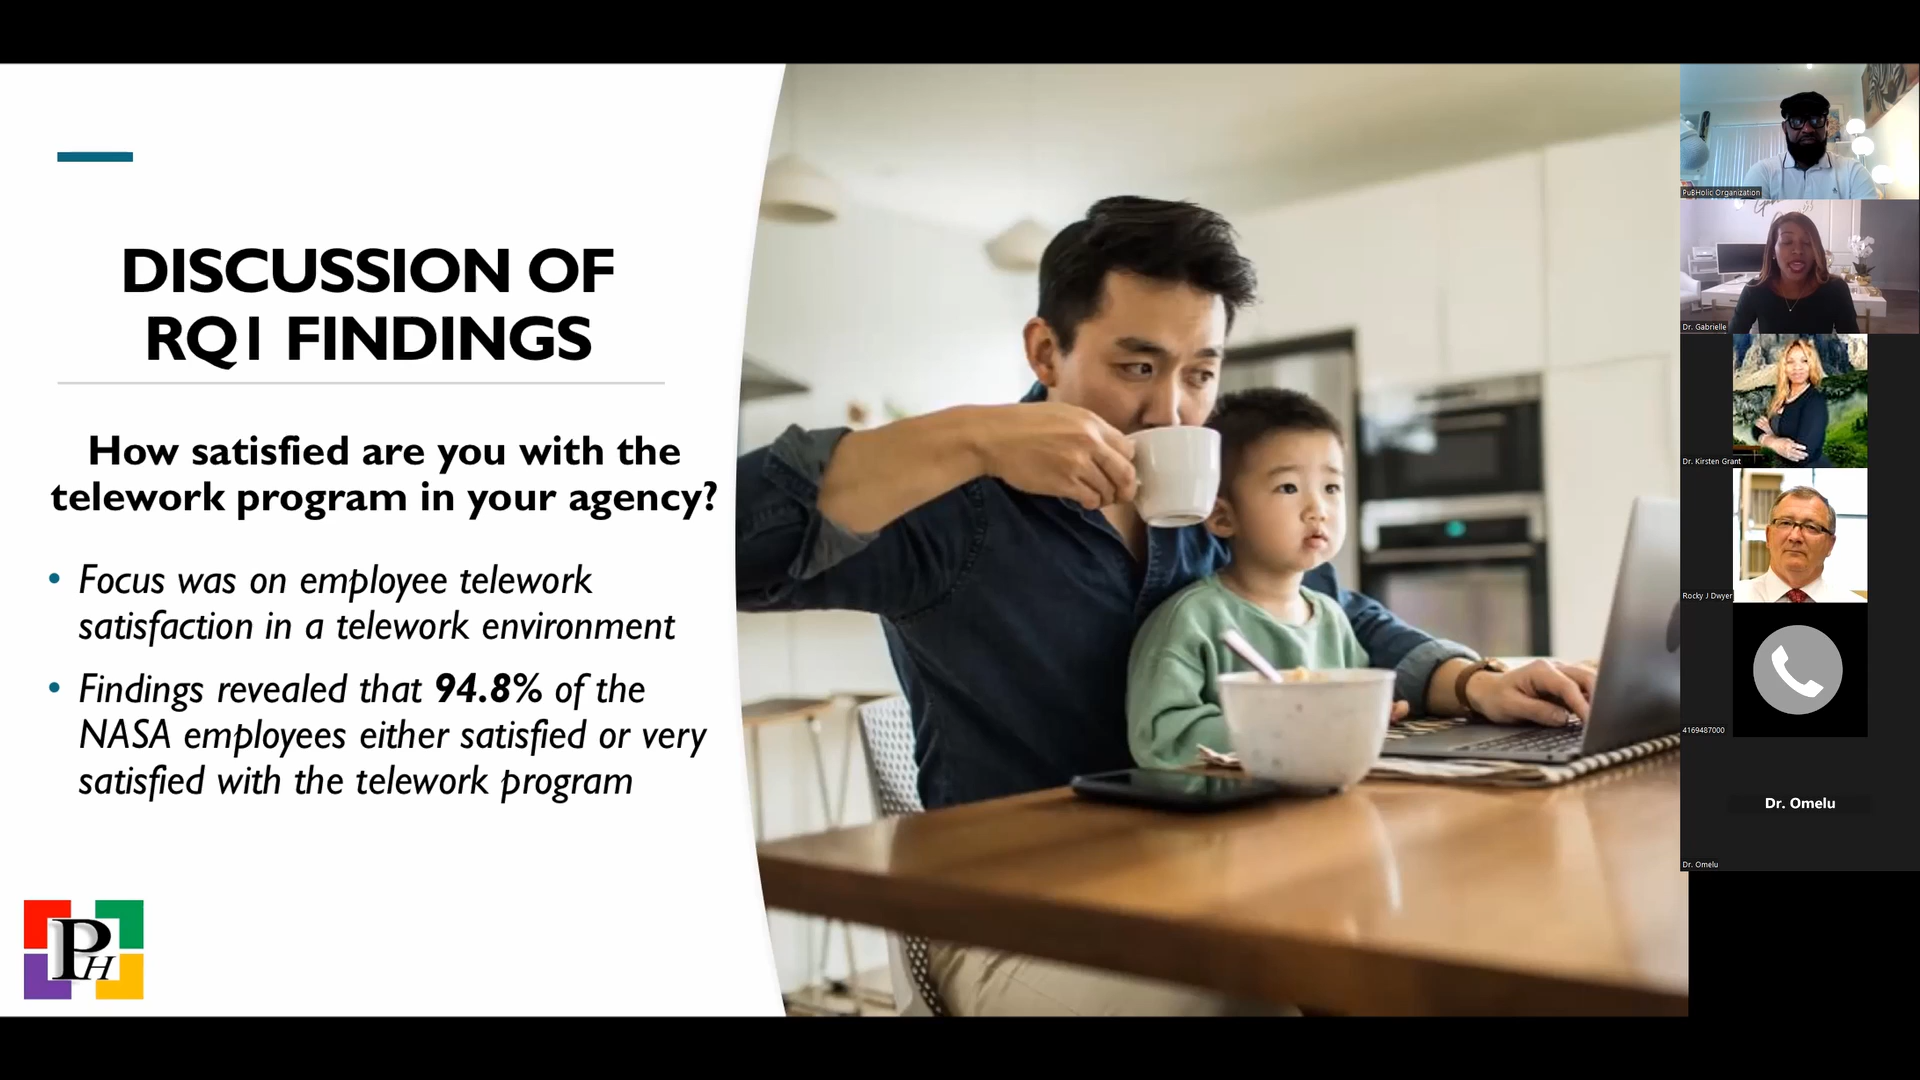 DISCUSSION OF
RQ1 FINDINGS
How satisfied are you with the
telework program in your agency?
• Focus was on employee telework
satisfaction in a telework environment
• Findings revealed that 94.8% of the
NASA employees either satisfied or very
satisfied with the telework program
PH
PuBHolic Organization
Dr. Gabrielle
Dr. Kirsten Grant
Rocky J Dwyer
4169487000
Dr. Omelu
Dr. Omelu